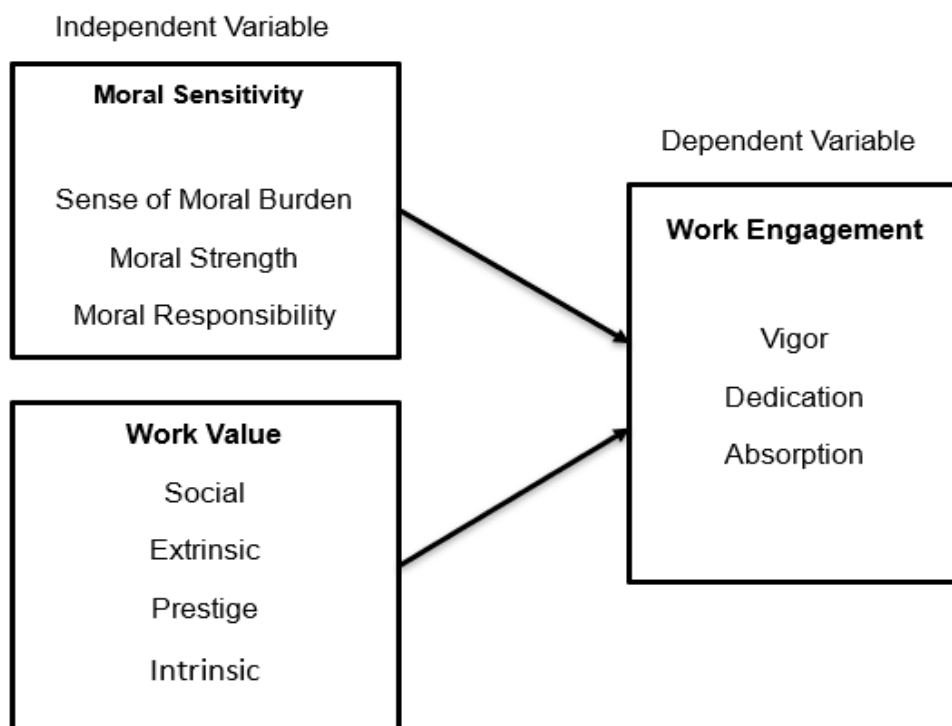 Independent Variable
Moral Sensitivity
Sense of Moral Burden
Moral Strength
Moral Responsibility
Work Value
Social
Extrinsic
Prestige
Intrinsic
Dependent Variable
Work Engagement
Vigor
Dedication
Absorption